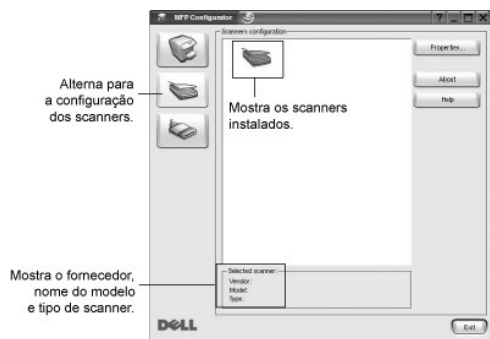 MFP Configurator
Scanners configuration
Properties...
About
Help
Alterna para
a configuração
dos scanners.
Mostra os scanners
instalados.
Mostra o fornecedor,
nome do modelo
e tipo de scanner.
Selected scanner:
Vendor:
Model:
Type:
DELL
Exit